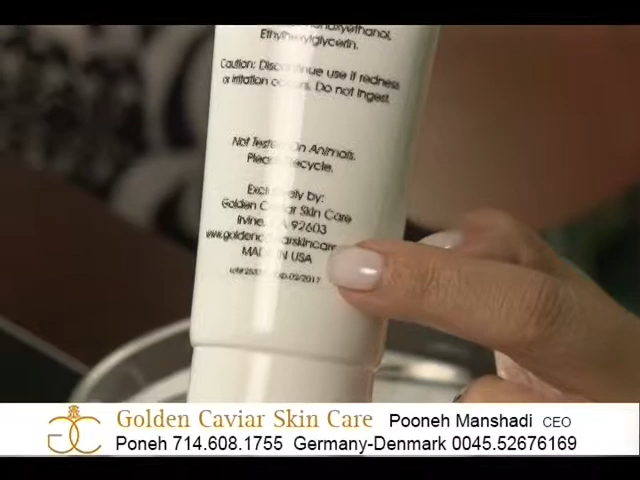 Ethylhexylglycerin.
Caution: Discontinue use if redness
or irritation occurs. Do not Ingest.
Not Tested On Animals.
Please Recycle.
Exclusively by:
Golden Caviar Skin Care
Irvine, CA 92603
www.goldencaviarskincare
MADE IN USA
Golden Caviar Skin Care Pooneh Manshadi CEO
Poneh 714.608.1755 Germany-Denmark 0045.52676169